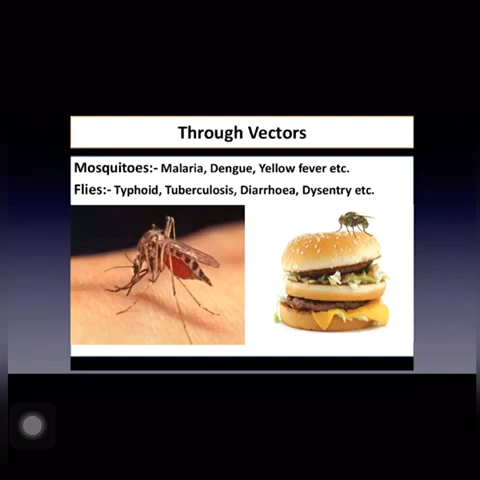 Through Vectors
Mosquitoes:- Malaria, Dengue, Yellow fever etc.
Flies:- Typhoid, Tuberculosis, Diarrhoea, Dysentry etc.